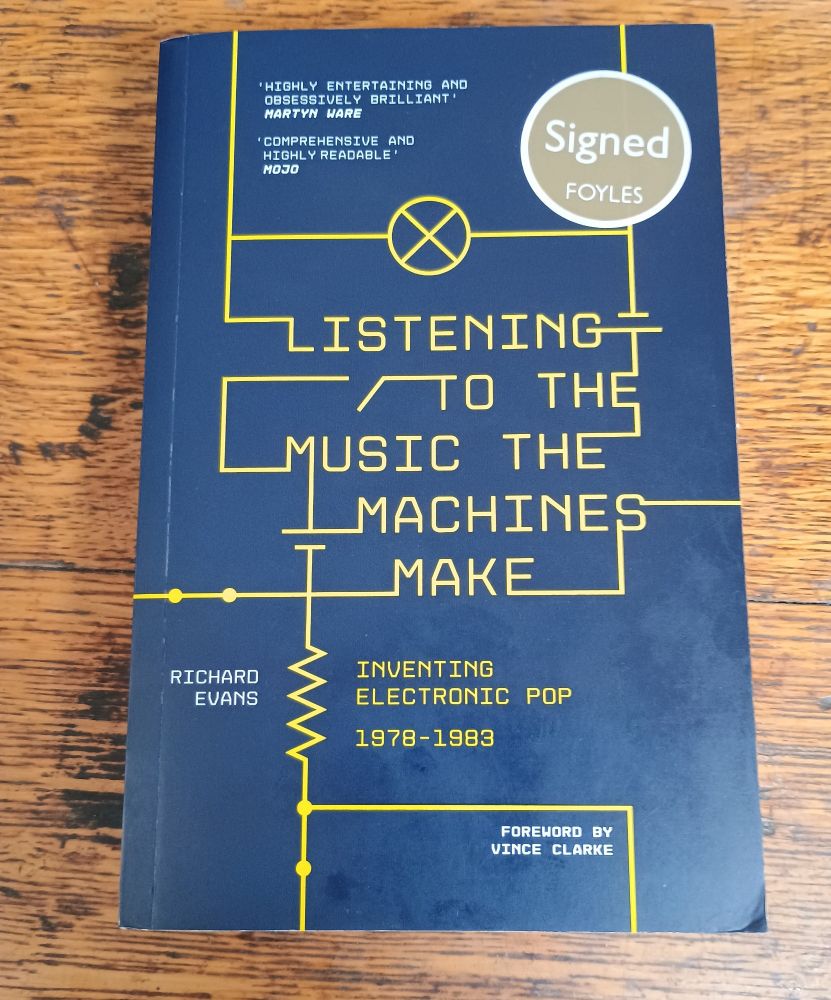 'HIGHLY ENTERTAINING AND
OBSESSIVELY BRILLIANT'
MARTYN WARE
'COMPREHENSIVE AND
HIGHLY READABLE'
MOJO
Signed
FOYLES
LISTENING
TO THE
MUSIC THE
MACHINES
MAKE
RICHARD
EVANS
INVENTING
ELECTRONIC POP
1978-1983
FOREWORD BY
VINCE CLARKE